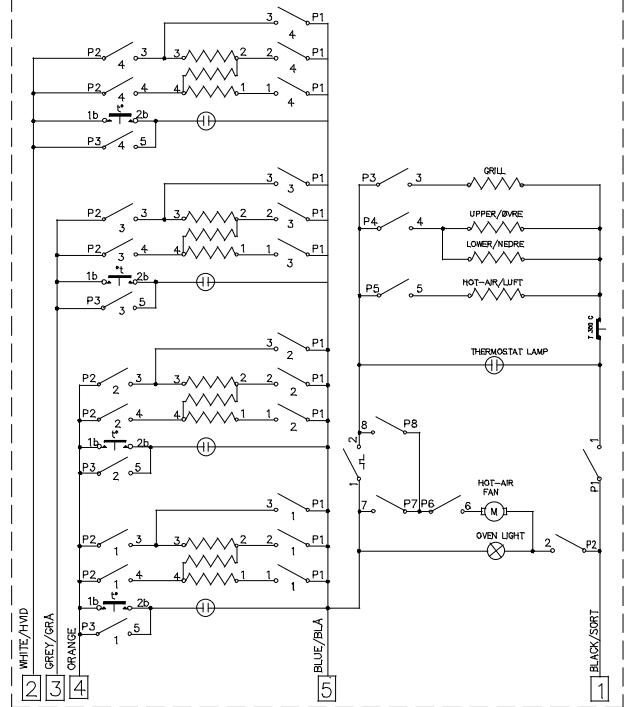 3 P1
4
P2 3 3 2 2 P1
4
P2 4 4 1 1 P1
4
1b t° 2b
P3 5
4
3 P1
3
P2 3 3 2 2 P1
3
P2 4 4 1 1 P1
3 3
1b °t 2b
P3 5
3
3 P1
2
P2 3 3 2 2 P1
2
P2 4 4 1 1 P1
2 2
1b t° 2b
P3 5
2
3 P1
1
P2 3 3 2 2 P1
1
P2 4 4 1 1 P1
1 1
1b t° 2b
P3 5
1
P3 3 GRILL
P4 4 UPPER/ØVRE
LOWER/NEDRE
P5 5 HOT-AIR/LUFT
T 300 C
THERMOSTAT LAMP
8 P8
2
1
1
P1
7 P7 P6 6
HOT-AIR
FAN
M
OVEN LIGHT
2 P2
WHITE/HVID
GREY/GRÅ
ORANGE
BLUE/BLÅ
BLACK/SORT
2 3 4 5 1